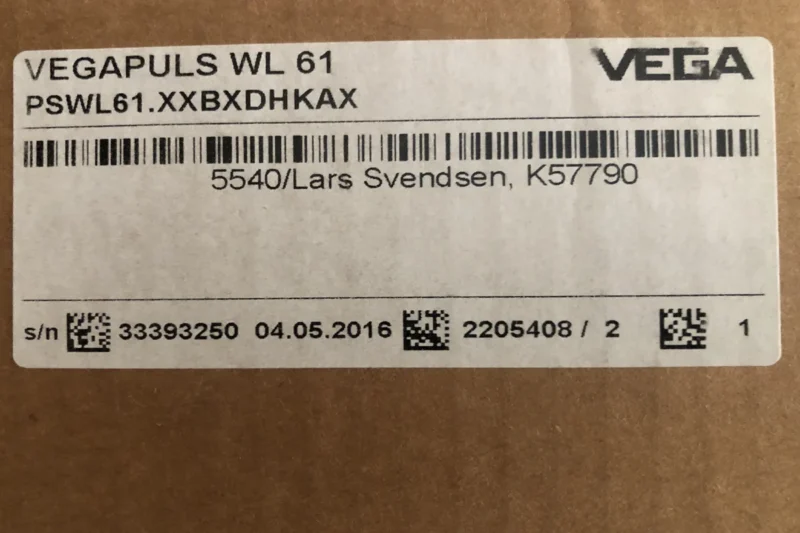 VEGAPULS WL 61
VEGA
PSWL61.XXBXDHKAX
5540/Lars Svendsen, K57790
s/n 33393250 04.05.2016 2205408 / 2 1